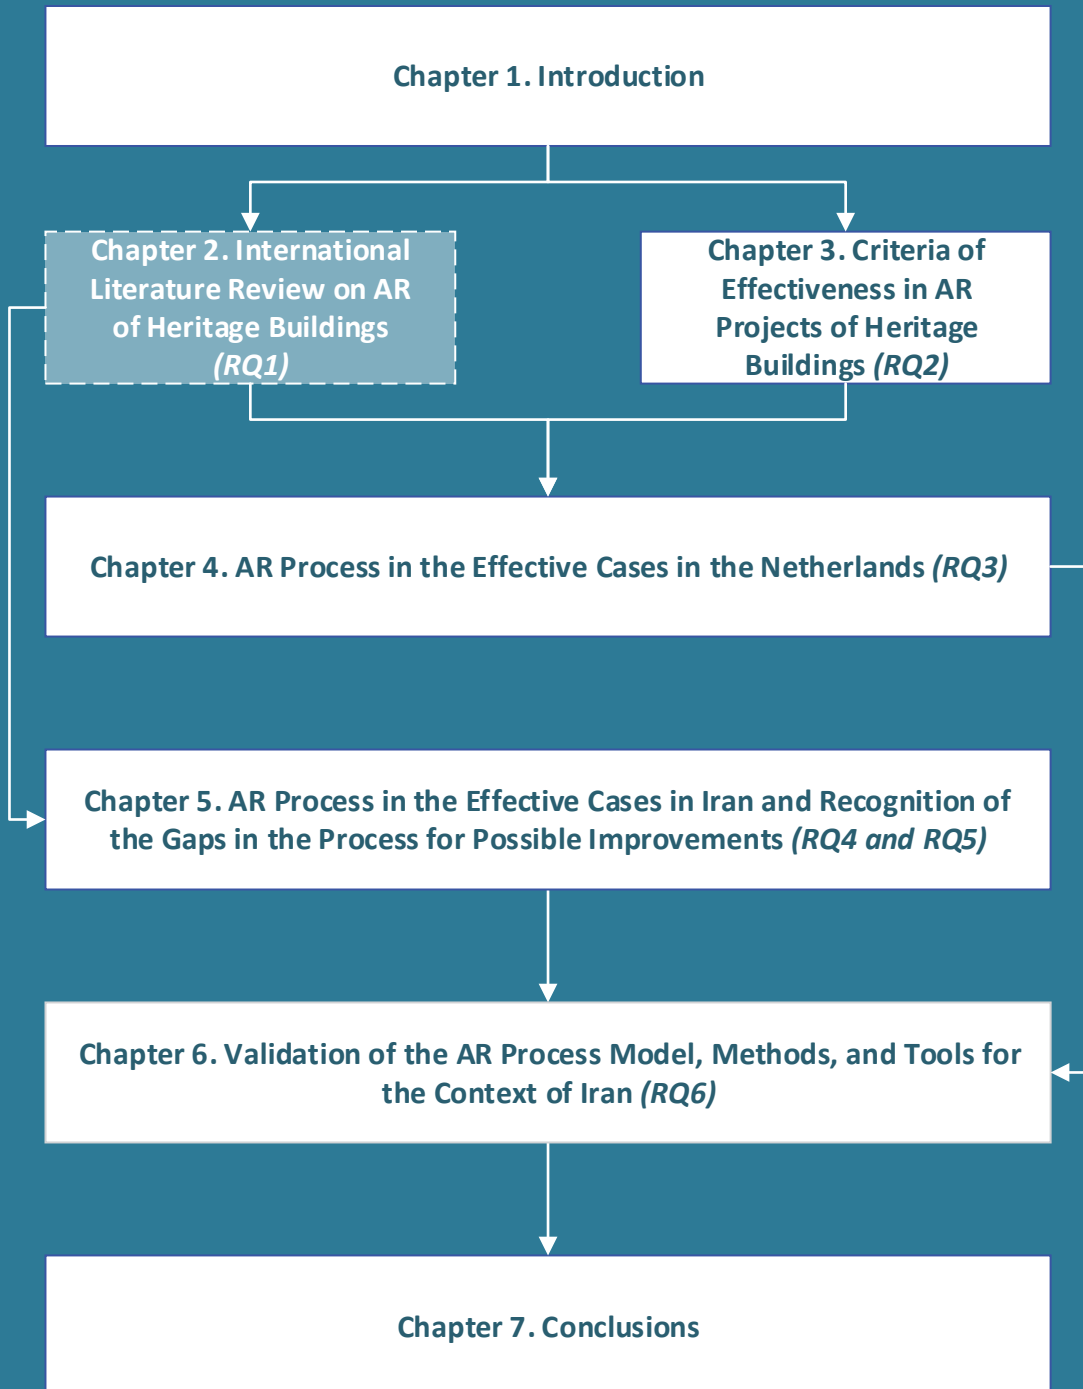 Chapter 1. Introduction
Chapter 2. International
Literature Review on AR
of Heritage Buildings
(RQ1)
Chapter 3. Criteria of
Effectiveness in AR
Projects of Heritage
Buildings (RQ2)
Chapter 4. AR Process in the Effective Cases in the Netherlands (RQ3)
Chapter 5. AR Process in the Effective Cases in Iran and Recognition of
the Gaps in the Process for Possible Improvements (RQ4 and RQ5)
Chapter 6. Validation of the AR Process Model, Methods, and Tools for
the Context of Iran (RQ6)
Chapter 7. Conclusions